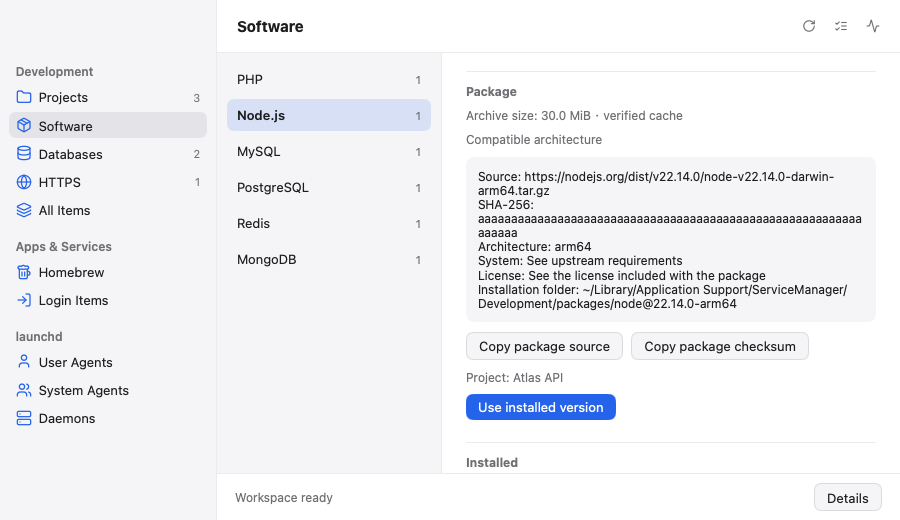 Software
Development
Projects 3
Software
Databases 2
HTTPS 1
All Items
Apps & Services
Homebrew
Login Items
launchd
User Agents
System Agents
Daemons
PHP 1
Node.js 1
MySQL 1
PostgreSQL 1
Redis 1
MongoDB 1
Package
Archive size: 30.0 MiB · verified cache
Compatible architecture
Source: https://nodejs.org/dist/v22.14.0/node-v22.14.0-darwin-
arm64.tar.gz
SHA-256:
aaaaaaaaaaaaaaaaaaaaaaaaaaaaaaaaaaaaaaaaaaaaaaaaaaaaaaaaaaa
aaaaa
Architecture: arm64
System: See upstream requirements
License: See the license included with the package
Installation folder: ~/Library/Application Support/ServiceManager/
Development/packages/node@22.14.0-arm64
Copy package source
Copy package checksum
Project: Atlas API
Use installed version
Installed
Workspace ready
Details